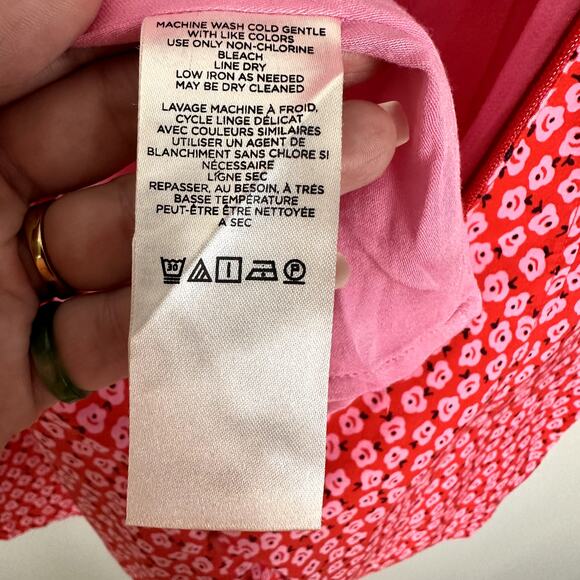 MACHINE WASH COLD GENTLE
WITH LIKE COLORS
USE ONLY NON-CHLORINE
BLEACH
LINE DRY
LOW IRON AS NEEDED
MAY BE DRY CLEANED
LAVAGE MACHINE À FROID,
CYCLE LINGE DÉLICAT
AVEC COULEURS SIMILAIRES
UTILISER UN AGENT DE
BLANCHIMENT SANS CHLORE SI
NÉCESSAIRE
LIGNE SEC
REPASSER, AU BESOIN, À TRÉS
BASSE TEMPÉRATURE
PEUT-ÊTRE ÊTRE NETTOYÉE
A SEC
30 P